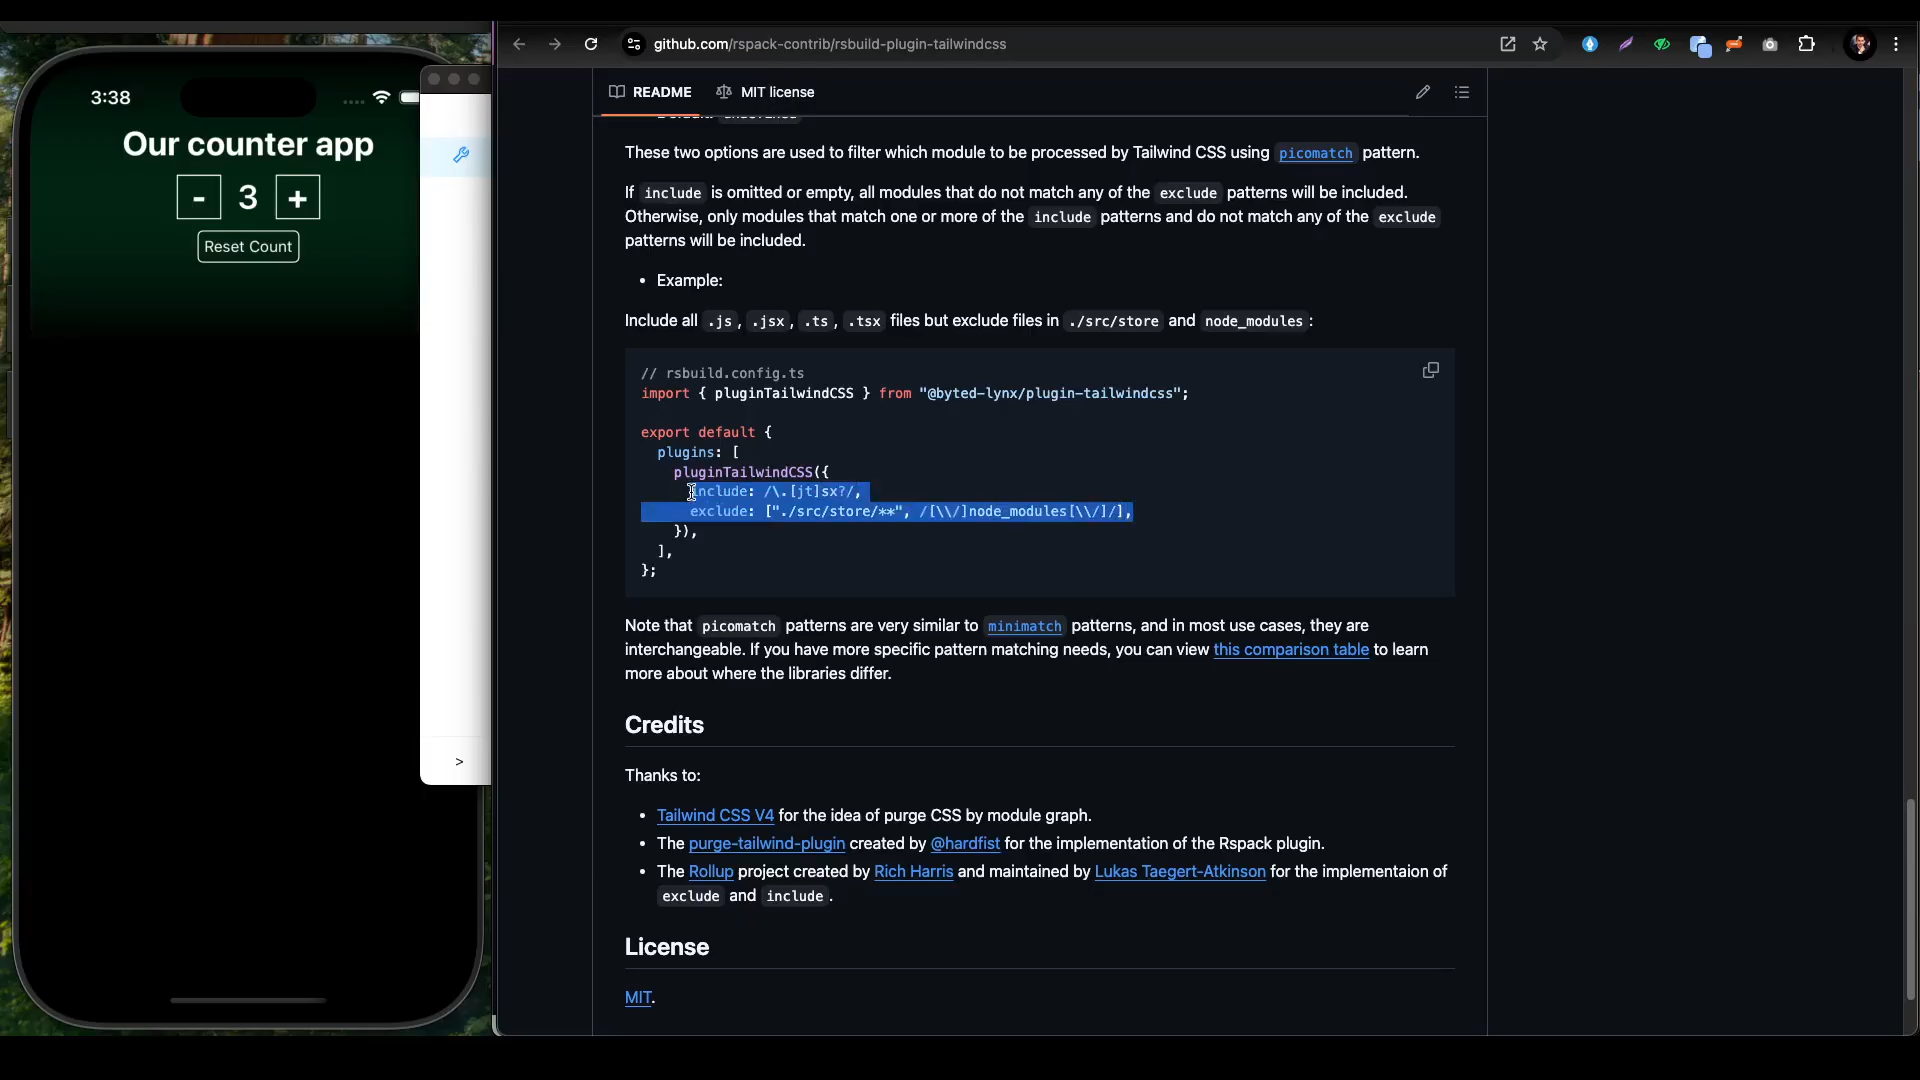 3:38
Our counter app
- 3 +
Reset Count
>
github.com/rspack-contrib/rsbuild-plugin-tailwindcss
README
MIT license
These two options are used to filter which module to be processed by Tailwind CSS using picomatch pattern.
If include is omitted or empty, all modules that do not match any of the exclude patterns will be included.
Otherwise, only modules that match one or more of the include patterns and do not match any of the exclude
patterns will be included.
• Example:
Include all .js, .jsx, .ts, .tsx files but exclude files in ./src/store and node_modules:
// rsbuild.config.ts
import { pluginTailwindCSS } from "@byted-lynx/plugin-tailwindcss";
export default {
plugins: [
pluginTailwindCSS({
include: /\.[jt]sx?/,
exclude: ["./src/store/**", /[\\/]node_modules[\\/]/],
}),
],
};
Note that picomatch patterns are very similar to minimatch patterns, and in most use cases, they are
interchangeable. If you have more specific pattern matching needs, you can view this comparison table to learn
more about where the libraries differ.
Credits
Thanks to:
• Tailwind CSS V4 for the idea of purge CSS by module graph.
• The purge-tailwind-plugin created by @hardfist for the implementation of the Rspack plugin.
• The Rollup project created by Rich Harris and maintained by Lukas Taegert-Atkinson for the implementaion of
exclude and include.
License
MIT.